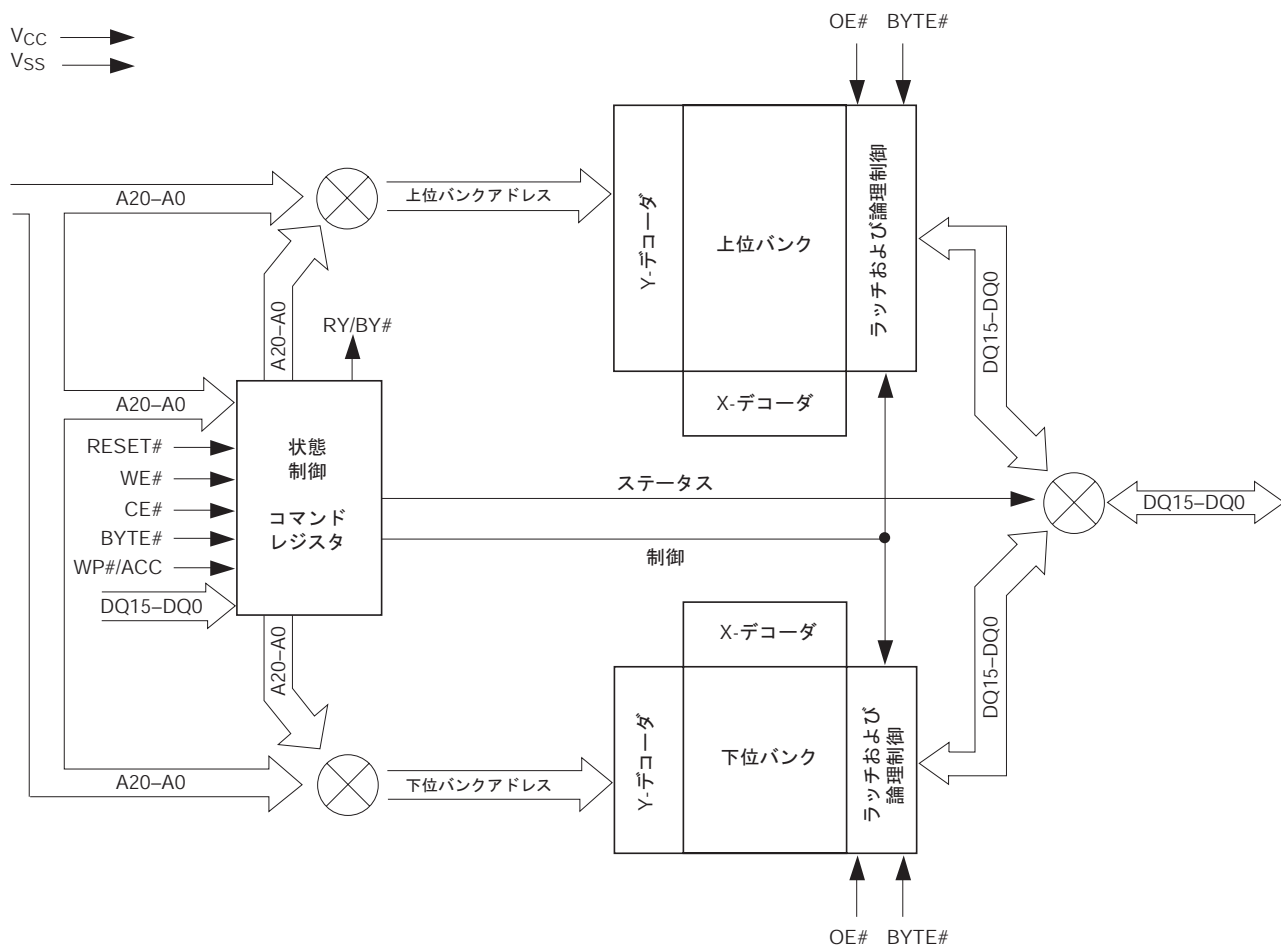 OE# BYTE#
VCC
VSS
A20–A0
上位バンクアドレス
Y-デコーダ
上位バンク
ラッチおよび論理制御
A20–A0
RY/BY#
DQ15–DQ0
X-デコーダ
A20–A0
RESET#
WE#
CE#
BYTE#
WP#/ACC
DQ15–DQ0
状態
制御
コマンド
レジスタ
ステータス
制御
DQ15–DQ0
A20–A0
X-デコーダ
DQ15–DQ0
Y-デコーダ
下位バンク
ラッチおよび
論理制御
A20–A0
下位バンクアドレス
OE# BYTE#